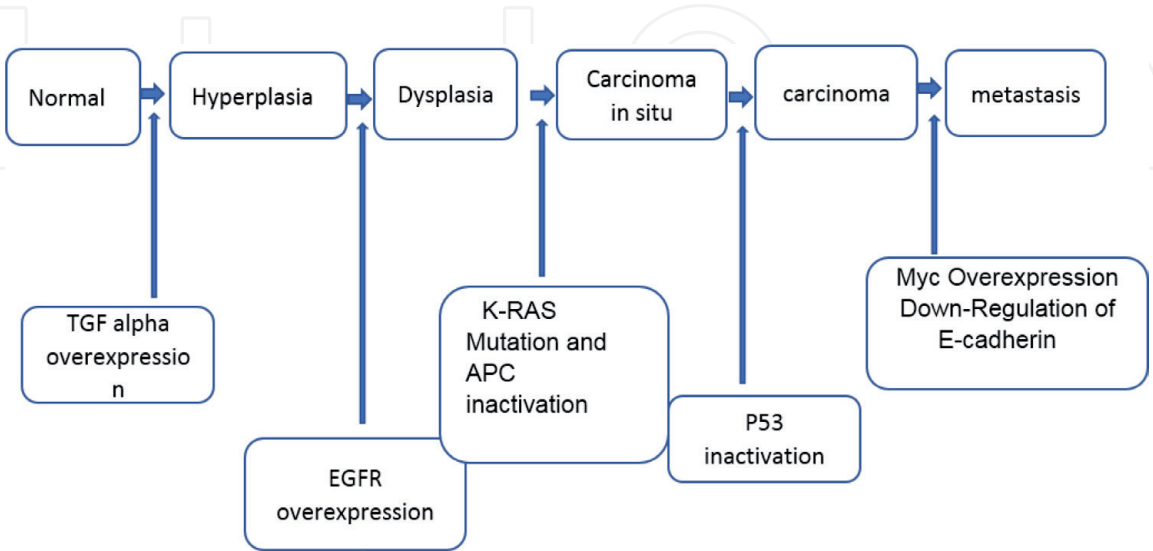 Normal
Hyperplasia
Dysplasia
Carcinoma
in situ
carcinoma
metastasis
TGF alpha
overexpressio
n
EGFR
overexpression
K-RAS
Mutation and
APC
inactivation
P53
inactivation
Myc Overexpression
Down-Regulation of
E-cadherin